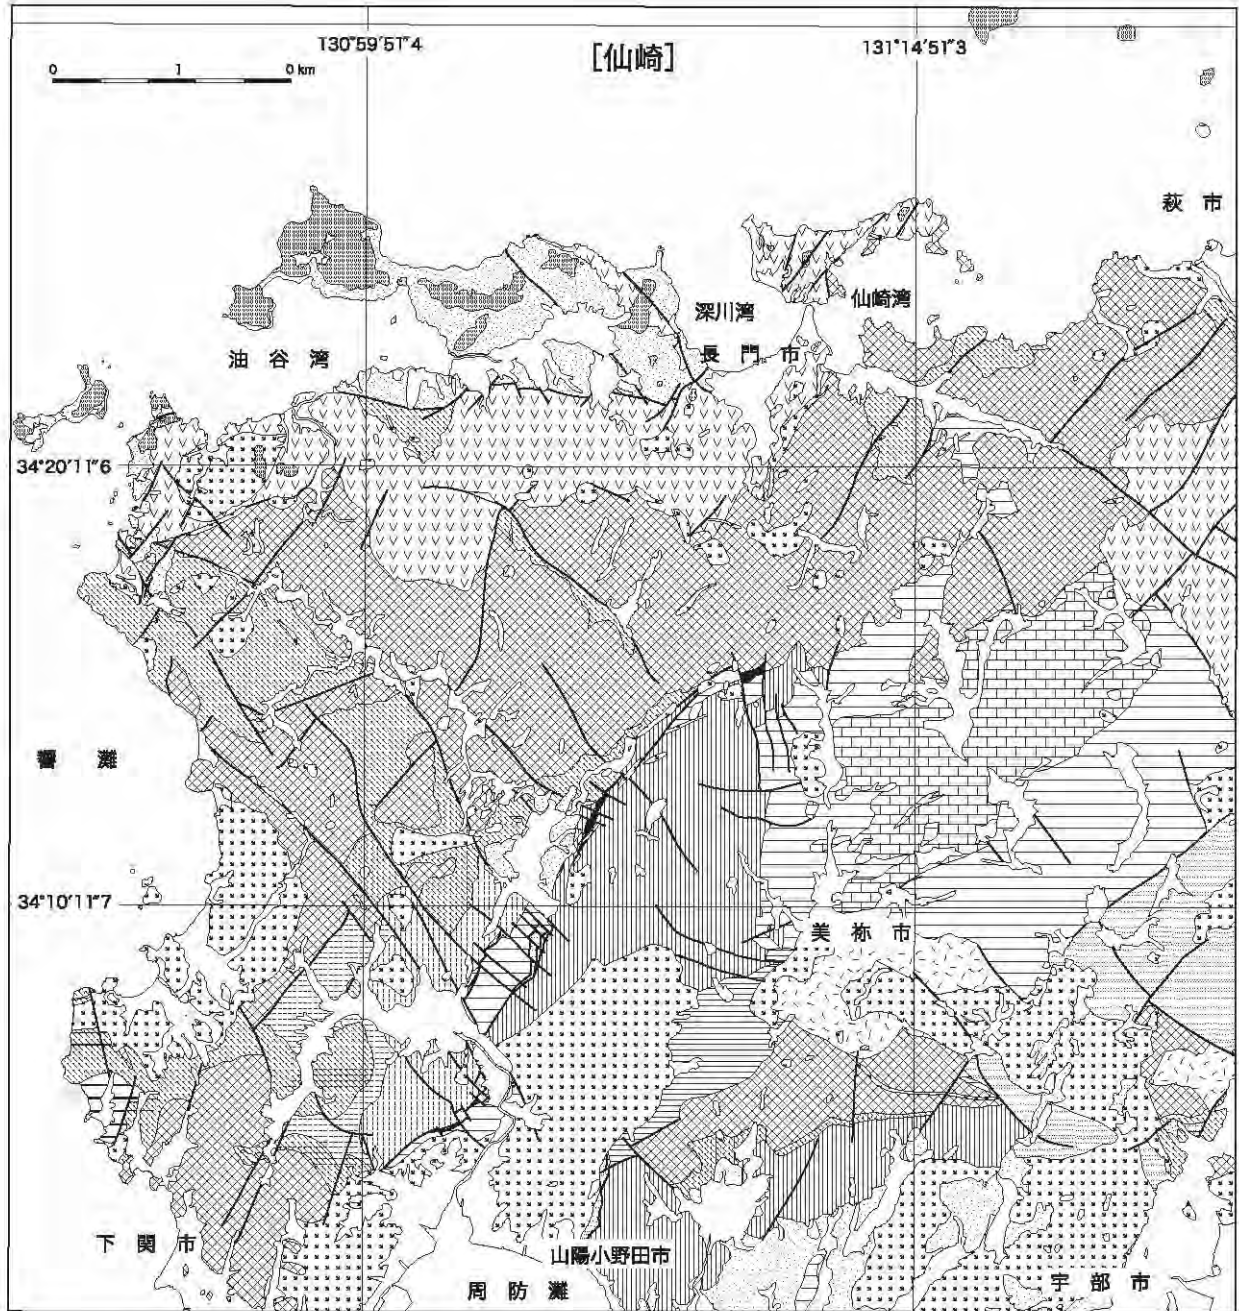 130°59′51″4
[仙崎]
131°14′51″3
0 1 0 km
萩市
深川湾
仙崎湾
油谷湾
長門市
34°20′11″6
響灘
34°10′11″7
美祢市
下関市
山陽小野田市
周防灘
宇部市